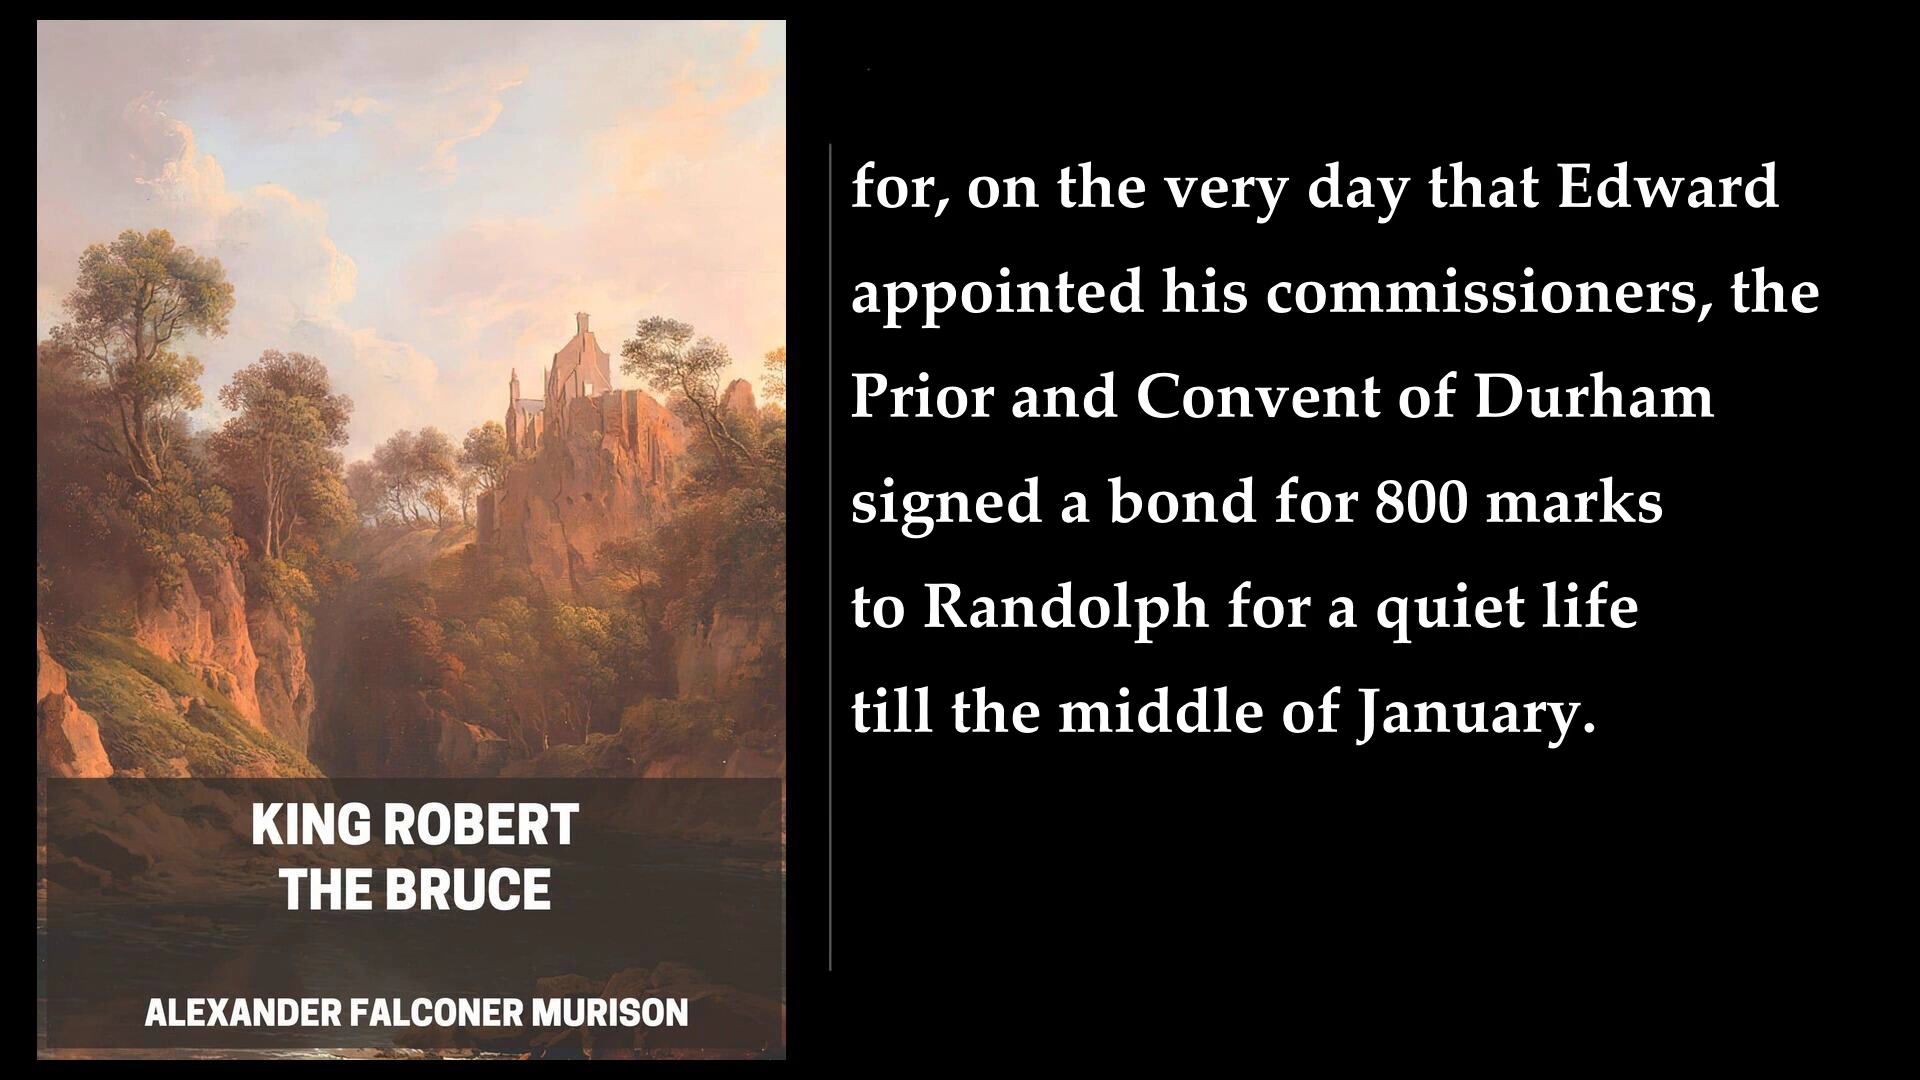 KING ROBERT
THE BRUCE
ALEXANDER FALCONER MURISON
for, on the very day that Edward
appointed his commissioners, the
Prior and Convent of Durham
signed a bond for 800 marks
to Randolph for a quiet life
till the middle of January.